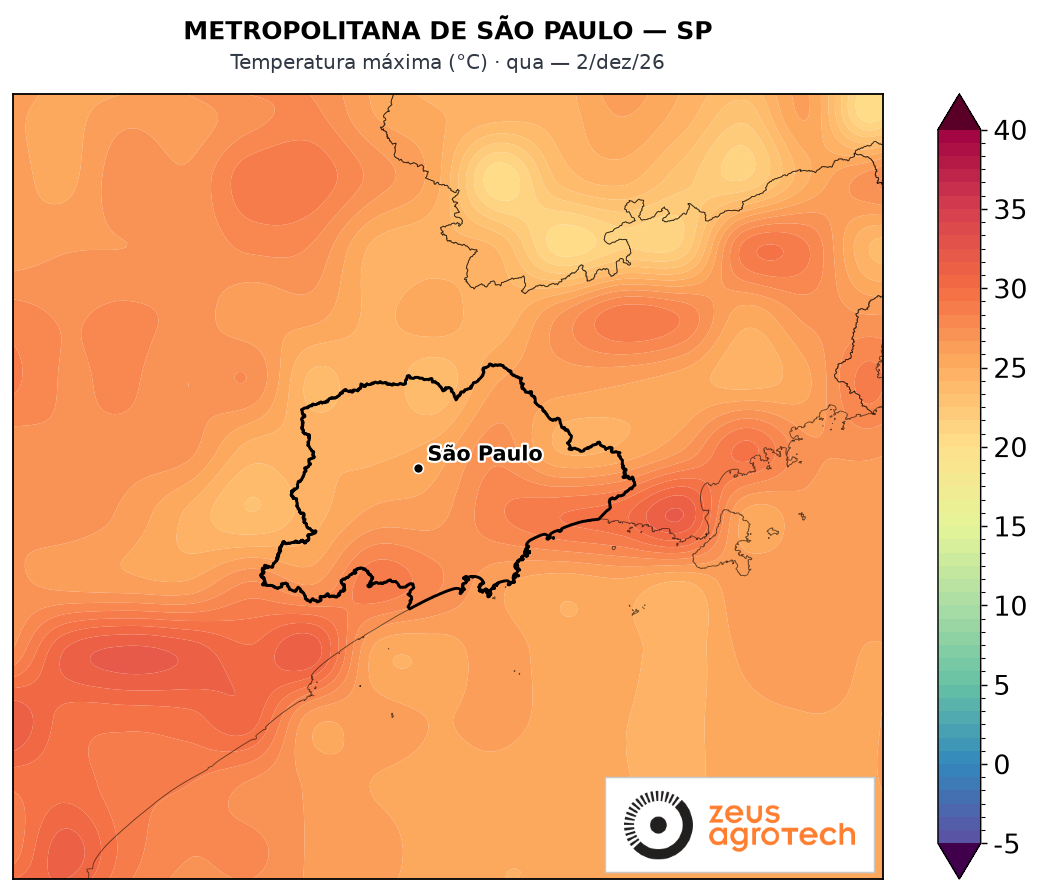 METROPOLITANA DE SÃO PAULO — SP
Temperatura máxima (°C) · qua — 2/dez/26
São Paulo
40
35
30
25
20
15
10
5
0
-5
zeus
agrotech